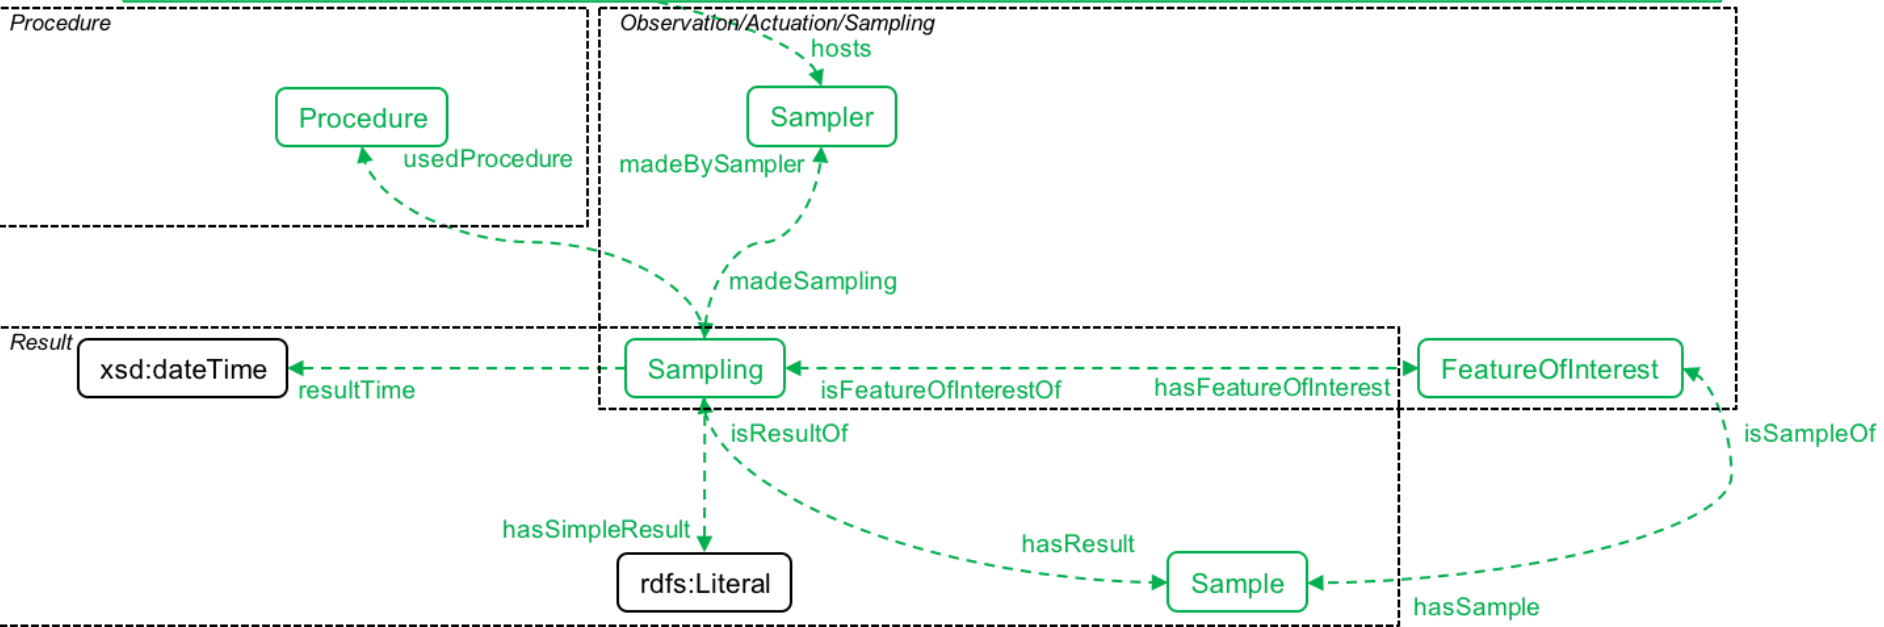 Procedure
Observation/Actuation/Sampling
hosts
Procedure
Sampler
usedProcedure
madeBySampler
madeSampling
Result
xsd:dateTime
Sampling
FeatureOfInterest
resultTime
isFeatureOfInterestOf
hasFeatureOfInterest
isResultOf
isSampleOf
hasSimpleResult
hasResult
rdfs:Literal
Sample
hasSample